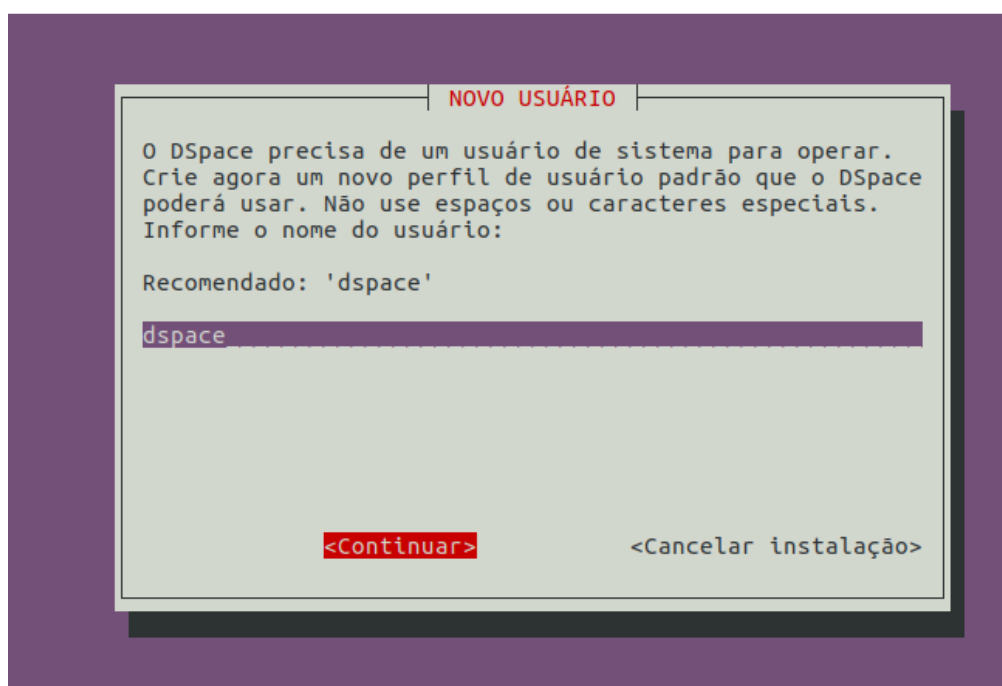 NOVO USUÁRIO
O DSpace precisa de um usuário de sistema para operar.
Crie agora um novo perfil de usuário padrão que o DSpace
poderá usar. Não use espaços ou caracteres especiais.
Informe o nome do usuário:
Recomendado: 'dspace'
dspace
<Continuar> <Cancelar instalação>